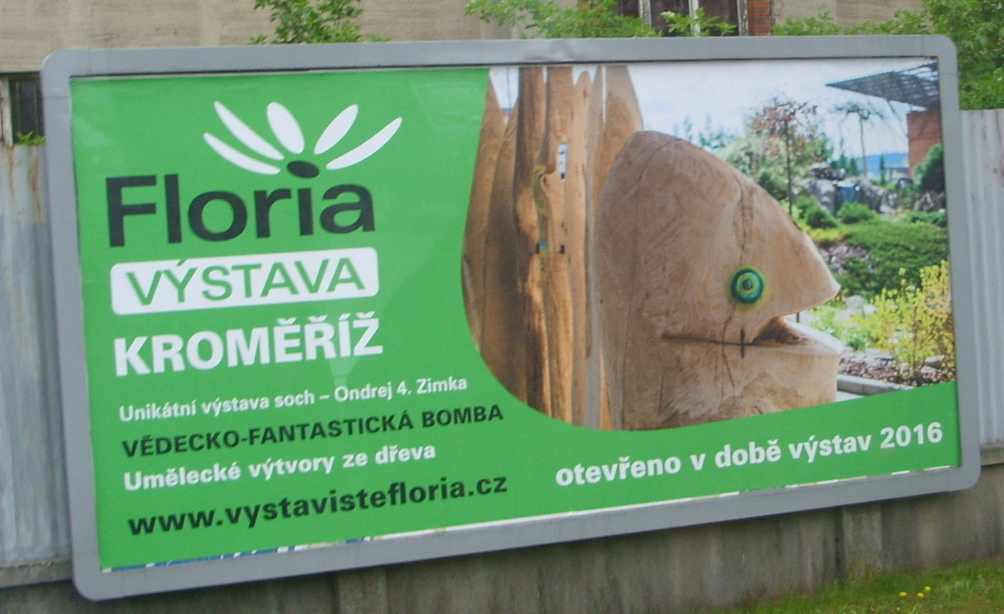 Floria
VÝSTAVA
KROMĚŘÍŽ
Unikátní výstava soch – Ondrej 4. Zimka
VĚDECKO-FANTASTICKÁ BOMBA
Umělecké výtvory ze dřeva
www.vystavistefloria.cz
otevřeno v době výstav 2016